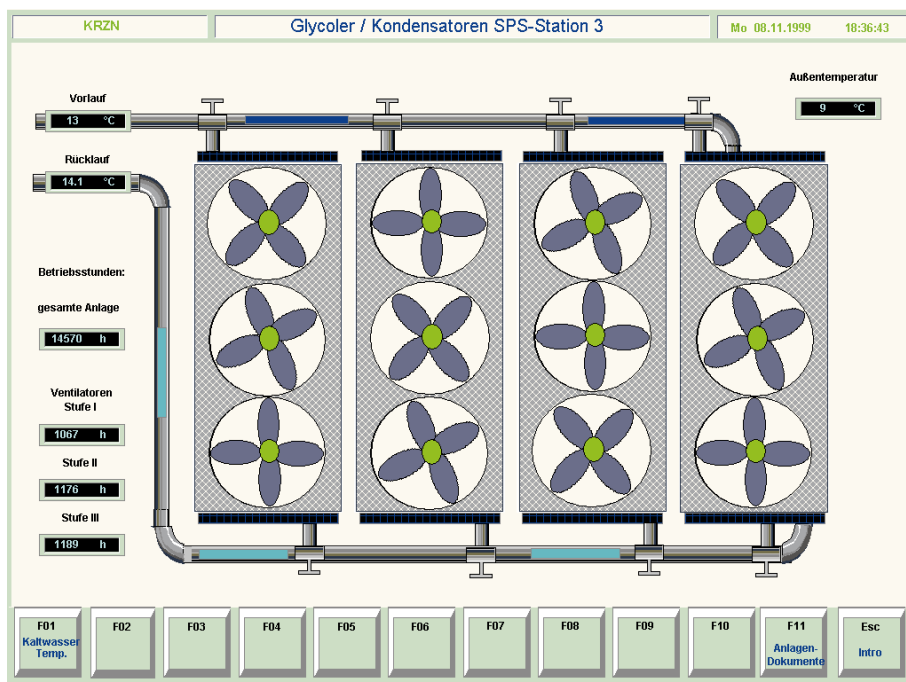 KRZN
Glycoler / Kondensatoren SPS-Station 3
Mo 08.11.1999 18:36:43
Außentemperatur
9 °C
Vorlauf
13 °C
Rücklauf
14.1 °C
Betriebsstunden:
gesamte Anlage
14570 h
Ventilatoren
Stufe I
1067 h
Stufe II
1176 h
Stufe III
1189 h
F01
Kaltwasser
Temp.
F02
F03
F04
F05
F06
F07
F08
F09
F10
F11
Anlagen-
Dokumente
Esc
Intro